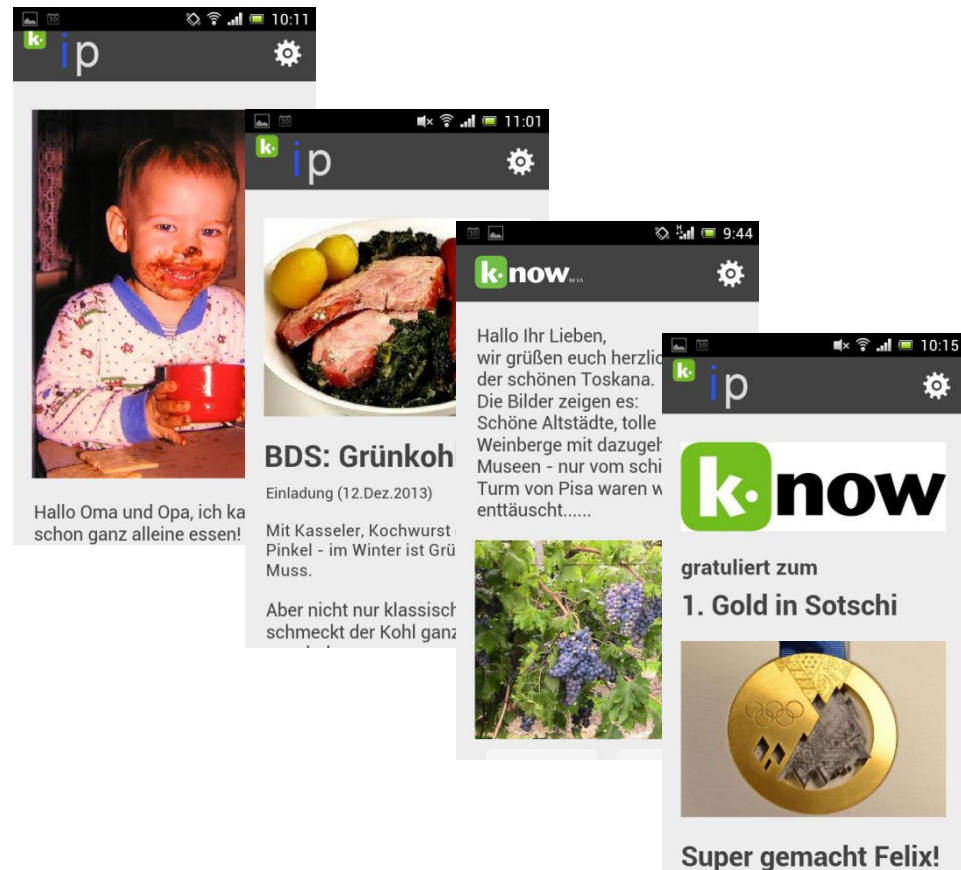 10:11
k. ip
Hallo Oma und Opa, ich ka
schon ganz alleine essen!
11:01
k. ip
BDS: Grünkohl
Einladung (12.Dez.2013)
Mit Kasseler, Kochwurst
Pinkel - im Winter ist Grü
Muss.
Aber nicht nur klassisch
schmeckt der Kohl ganz
9:44
k.now
Hallo Ihr Lieben,
wir grüßen euch herzlic
der schönen Toskana.
Die Bilder zeigen es:
Schöne Altstädte, tolle
Weinberge mit dazugeh
Museen - nur vom schi
Turm von Pisa waren w
enttäuscht......
10:15
k. ip
k.now
gratuliert zum
1. Gold in Sotschi
Super gemacht Felix!